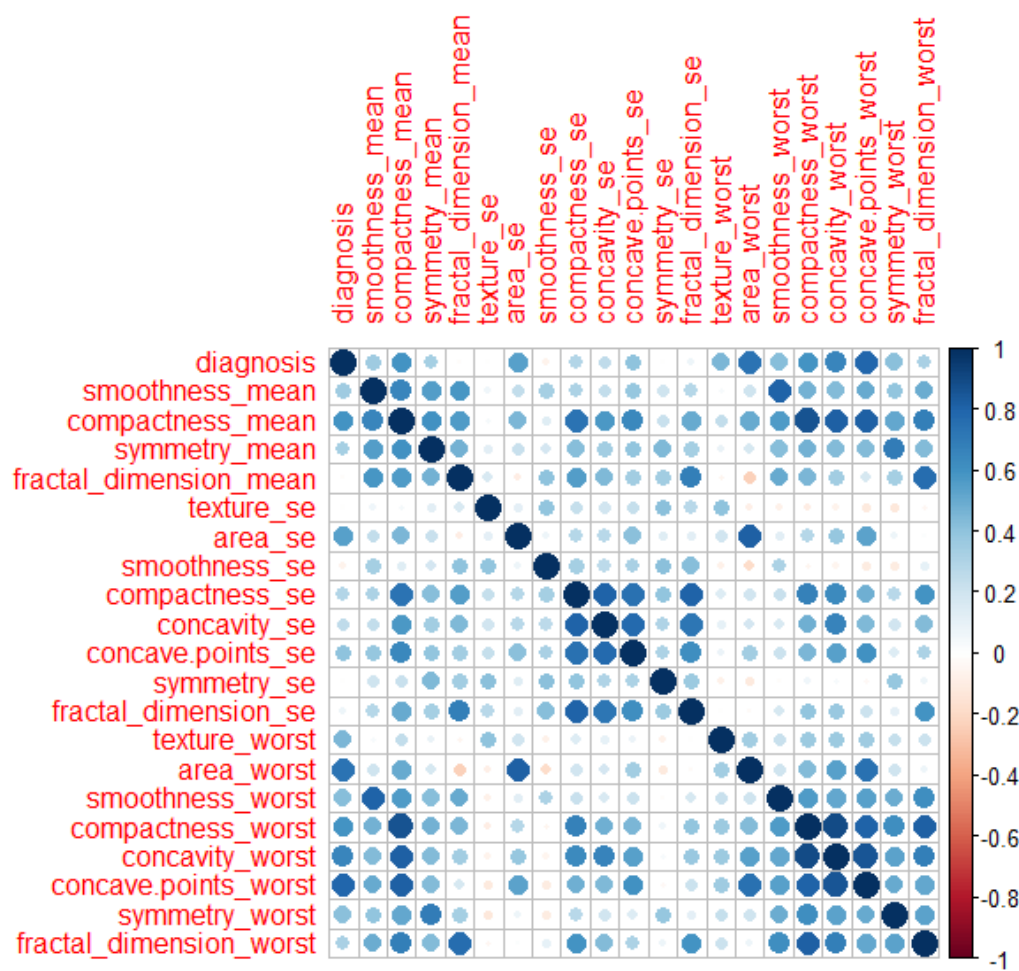 diagnosis
smoothness_mean
compactness_mean
symmetry_mean
fractal_dimension_mean
texture_se
area_se
smoothness_se
compactness_se
concavity_se
concave.points_se
symmetry_se
fractal_dimension_se
texture_worst
area_worst
smoothness_worst
compactness_worst
concavity_worst
concave.points_worst
symmetry_worst
fractal_dimension_worst
diagnosis
smoothness_mean
compactness_mean
symmetry_mean
fractal_dimension_mean
texture_se
area_se
smoothness_se
compactness_se
concavity_se
concave.points_se
symmetry_se
fractal_dimension_se
texture_worst
area_worst
smoothness_worst
compactness_worst
concavity_worst
concave.points_worst
symmetry_worst
fractal_dimension_worst
1
0.8
0.6
0.4
0.2
0
-0.2
-0.4
-0.6
-0.8
-1